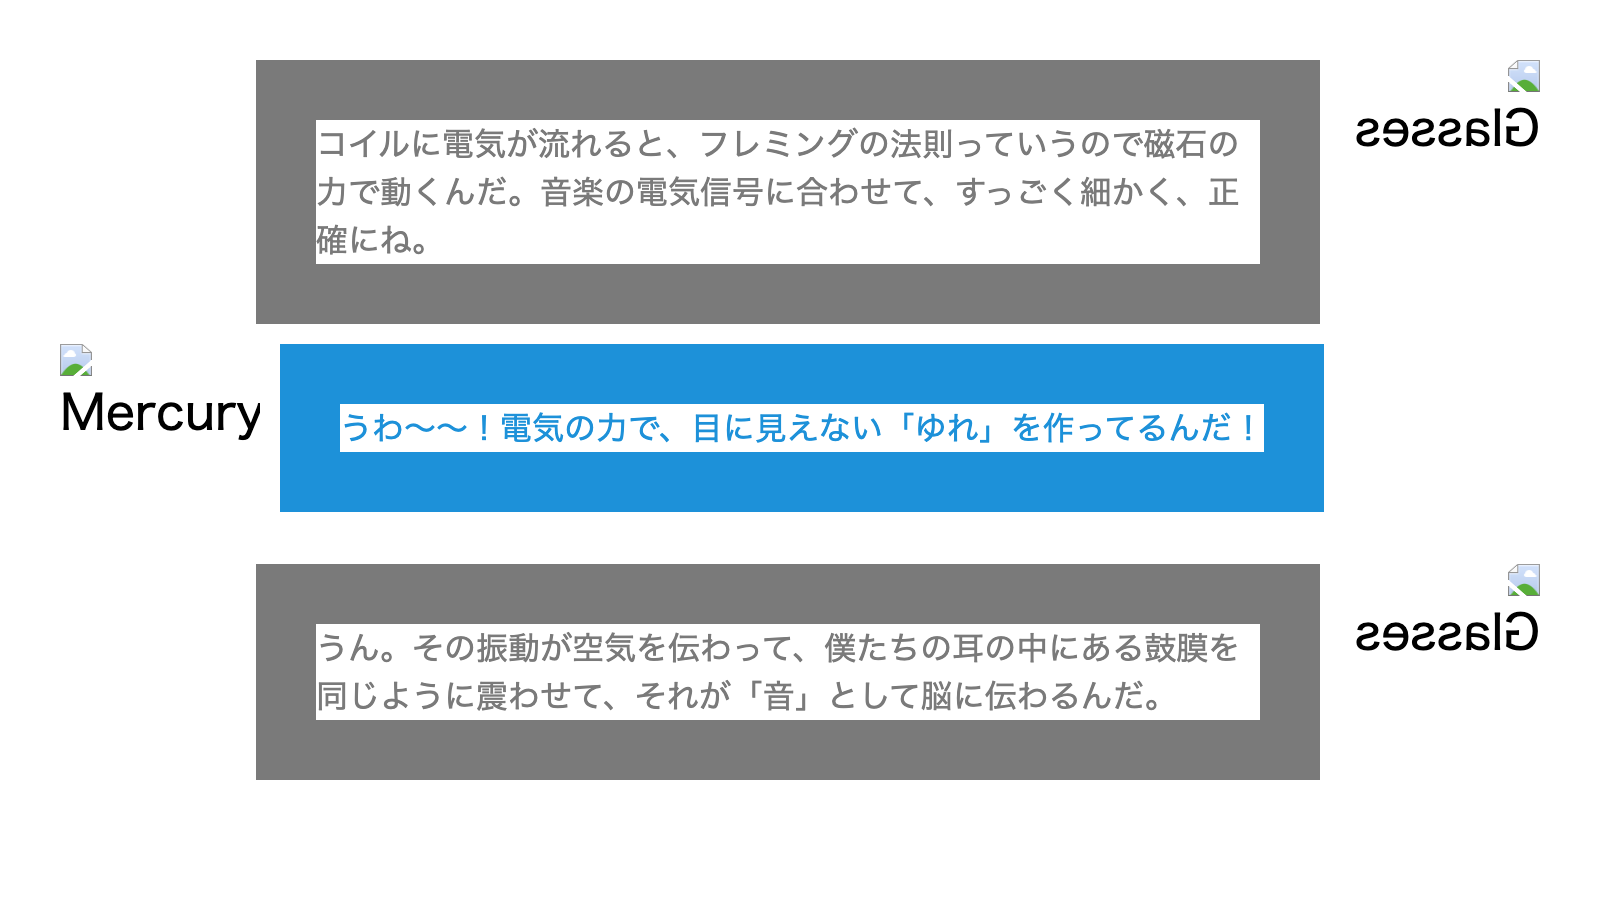 コイルに電気が流れると、フレミングの法則っていうので磁石の
力で動くんだ。音楽の電気信号に合わせて、すっごく細かく、正
確にね。
Glasses
Mercury
うわ〜〜！電気の力で、目に見えない「ゆれ」を作ってるんだ！
うん。その振動が空気を伝わって、僕たちの耳の中にある鼓膜を
同じように震わせて、それが「音」として脳に伝わるんだ。
Glasses